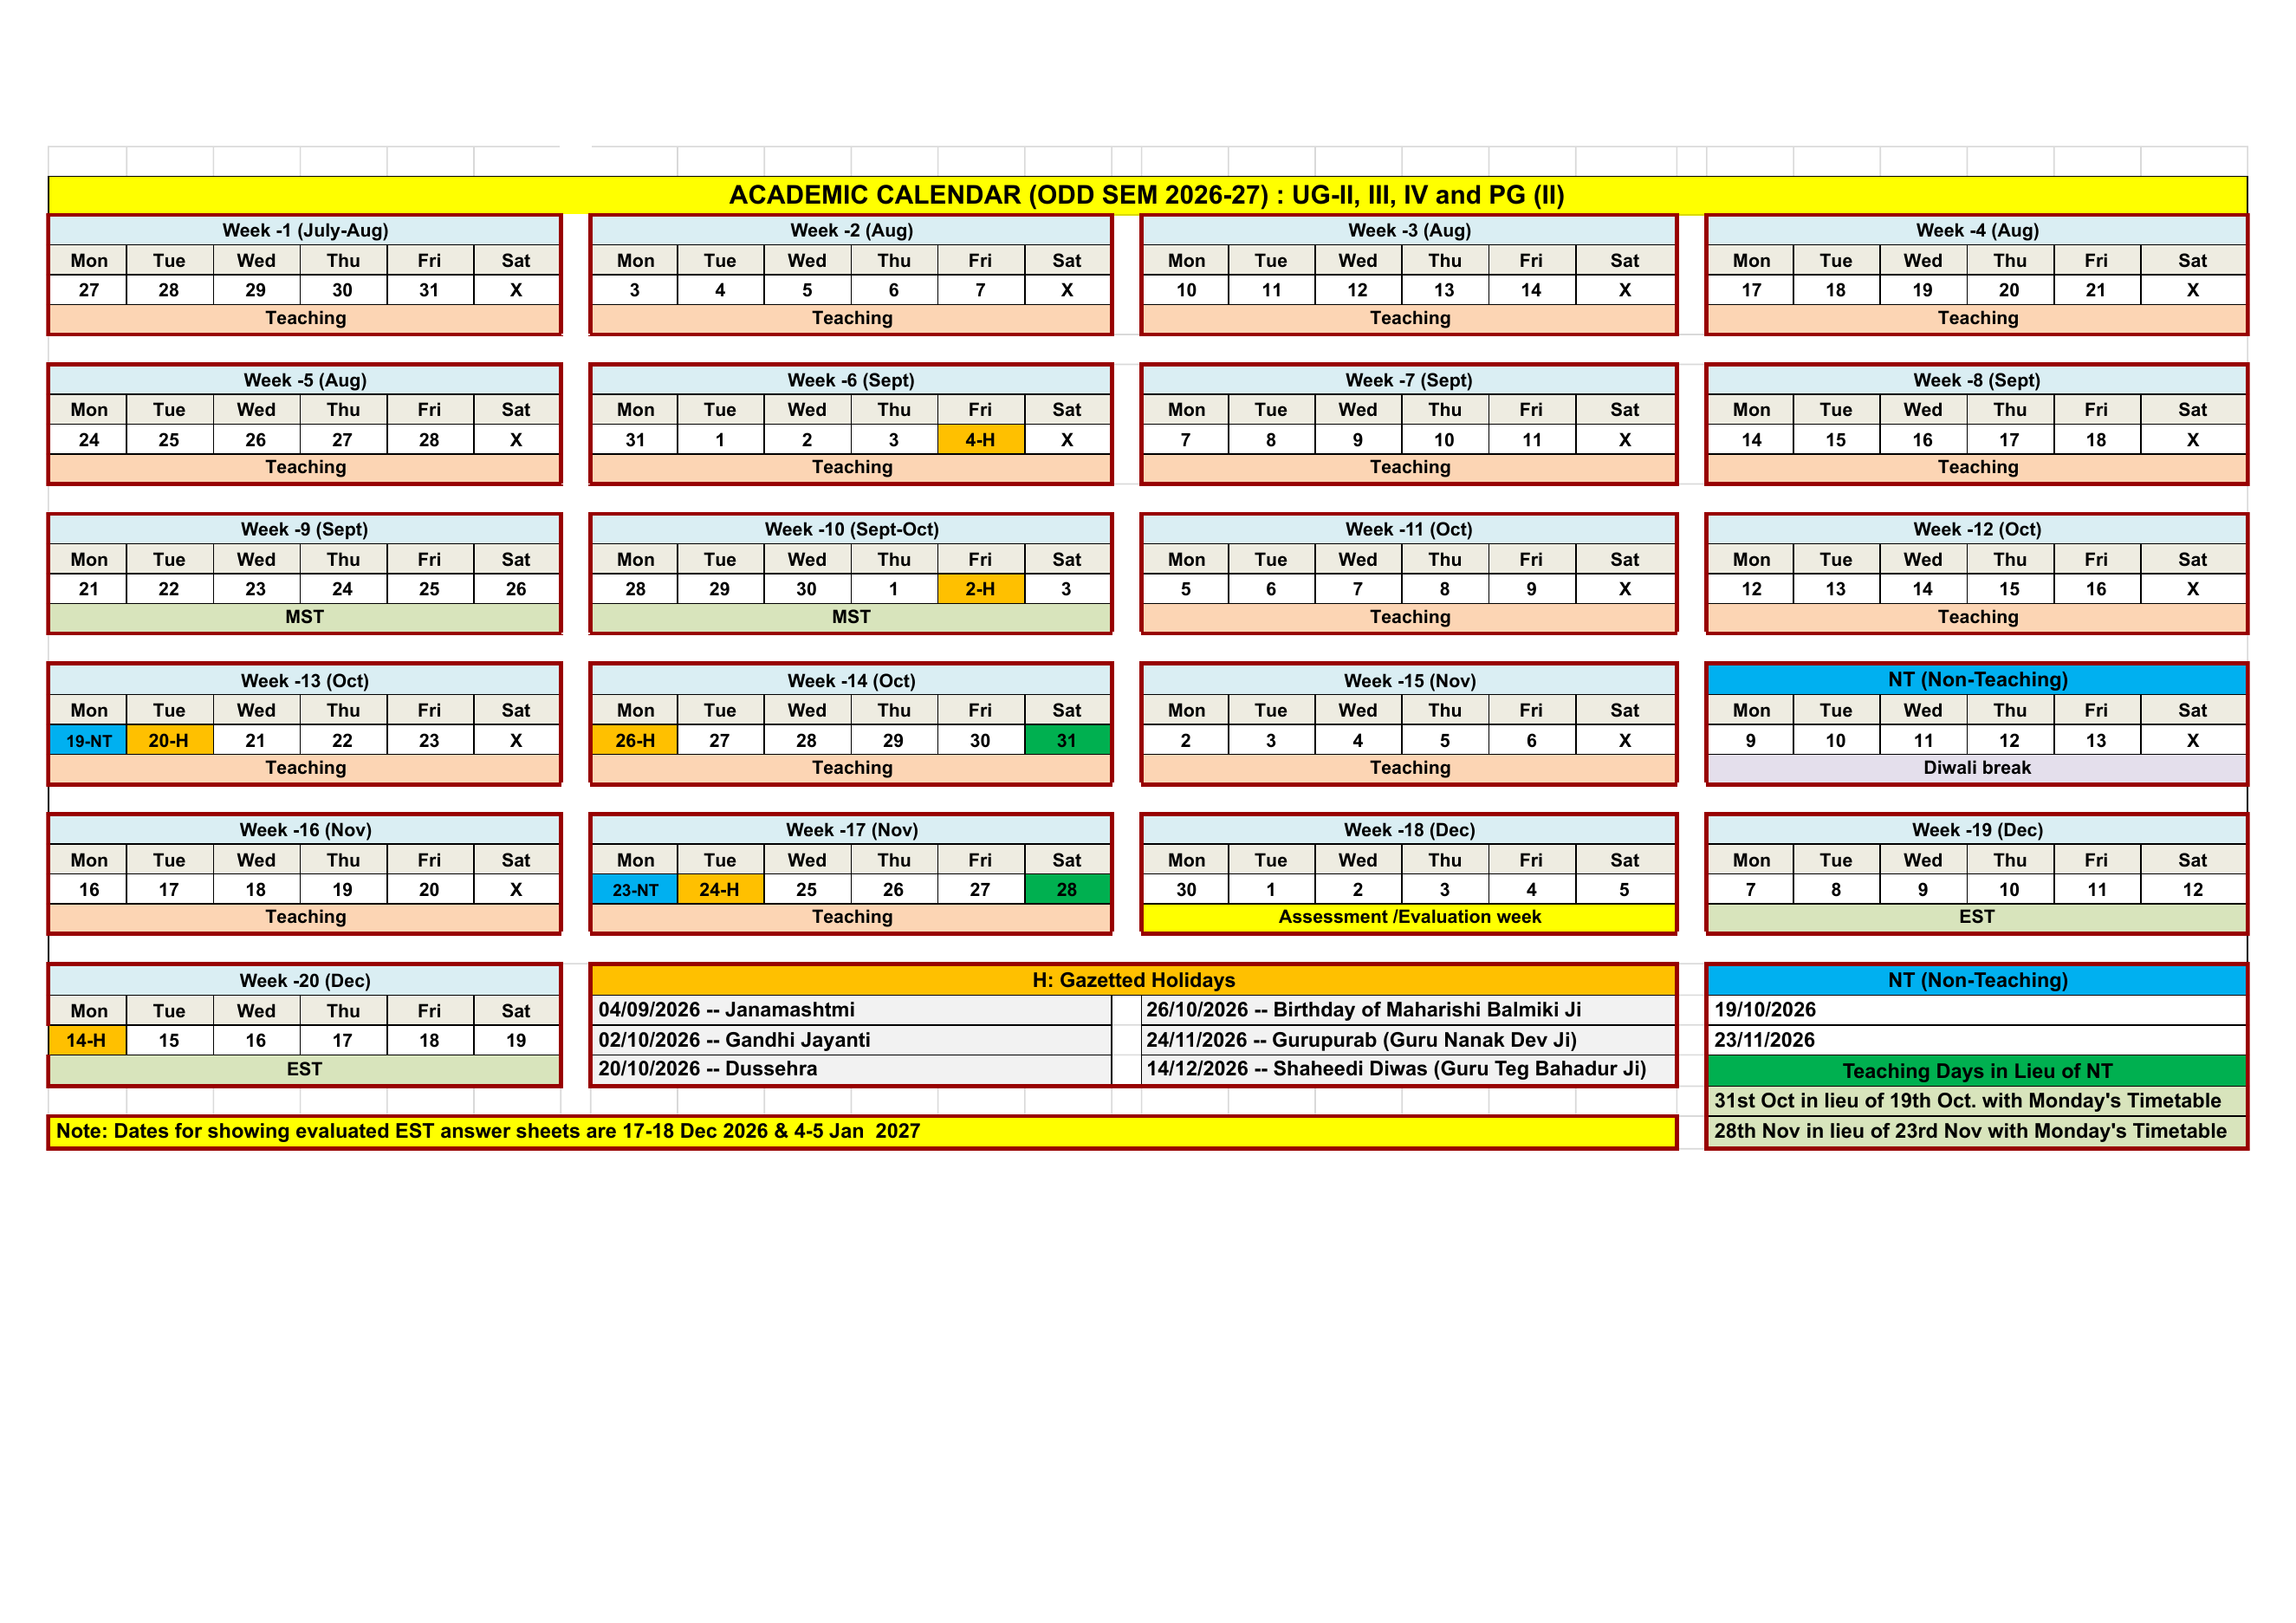 ACADEMIC CALENDAR (ODD SEM 2026-27) : UG-II, III, IV and PG (II)
Week -1 (July-Aug)
Mon Tue Wed Thu Fri Sat
27 28 29 30 31 X
Teaching
Week -2 (Aug)
Mon Tue Wed Thu Fri Sat
3 4 5 6 7 X
Teaching
Week -3 (Aug)
Mon Tue Wed Thu Fri Sat
10 11 12 13 14 X
Teaching
Week -4 (Aug)
Mon Tue Wed Thu Fri Sat
17 18 19 20 21 X
Teaching
Week -5 (Aug)
Mon Tue Wed Thu Fri Sat
24 25 26 27 28 X
Teaching
Week -6 (Sept)
Mon Tue Wed Thu Fri Sat
31 1 2 3 4-H X
Teaching
Week -7 (Sept)
Mon Tue Wed Thu Fri Sat
7 8 9 10 11 X
Teaching
Week -8 (Sept)
Mon Tue Wed Thu Fri Sat
14 15 16 17 18 X
Teaching
Week -9 (Sept)
Mon Tue Wed Thu Fri Sat
21 22 23 24 25 26
MST
Week -10 (Sept-Oct)
Mon Tue Wed Thu Fri Sat
28 29 30 1 2-H 3
MST
Week -11 (Oct)
Mon Tue Wed Thu Fri Sat
5 6 7 8 9 X
Teaching
Week -12 (Oct)
Mon Tue Wed Thu Fri Sat
12 13 14 15 16 X
Teaching
Week -13 (Oct)
Mon Tue Wed Thu Fri Sat
19-NT 20-H 21 22 23 X
Teaching
Week -14 (Oct)
Mon Tue Wed Thu Fri Sat
26-H 27 28 29 30 31
Teaching
Week -15 (Nov)
Mon Tue Wed Thu Fri Sat
2 3 4 5 6 X
Teaching
NT (Non-Teaching)
Mon Tue Wed Thu Fri Sat
9 10 11 12 13 X
Diwali break
Week -16 (Nov)
Mon Tue Wed Thu Fri Sat
16 17 18 19 20 X
Teaching
Week -17 (Nov)
Mon Tue Wed Thu Fri Sat
23-NT 24-H 25 26 27 28
Teaching
Week -18 (Dec)
Mon Tue Wed Thu Fri Sat
30 1 2 3 4 5
Assessment /Evaluation week
Week -19 (Dec)
Mon Tue Wed Thu Fri Sat
7 8 9 10 11 12
EST
Week -20 (Dec)
Mon Tue Wed Thu Fri Sat
14-H 15 16 17 18 19
EST
H: Gazetted Holidays
04/09/2026 -- Janamashtmi
26/10/2026 -- Birthday of Maharishi Balmiki Ji
02/10/2026 -- Gandhi Jayanti
24/11/2026 -- Gurupurab (Guru Nanak Dev Ji)
20/10/2026 -- Dussehra
14/12/2026 -- Shaheedi Diwas (Guru Teg Bahadur Ji)
NT (Non-Teaching)
19/10/2026
23/11/2026
Teaching Days in Lieu of NT
31st Oct in lieu of 19th Oct. with Monday's Timetable
28th Nov in lieu of 23rd Nov with Monday's Timetable
Note: Dates for showing evaluated EST answer sheets are 17-18 Dec 2026 & 4-5 Jan 2027